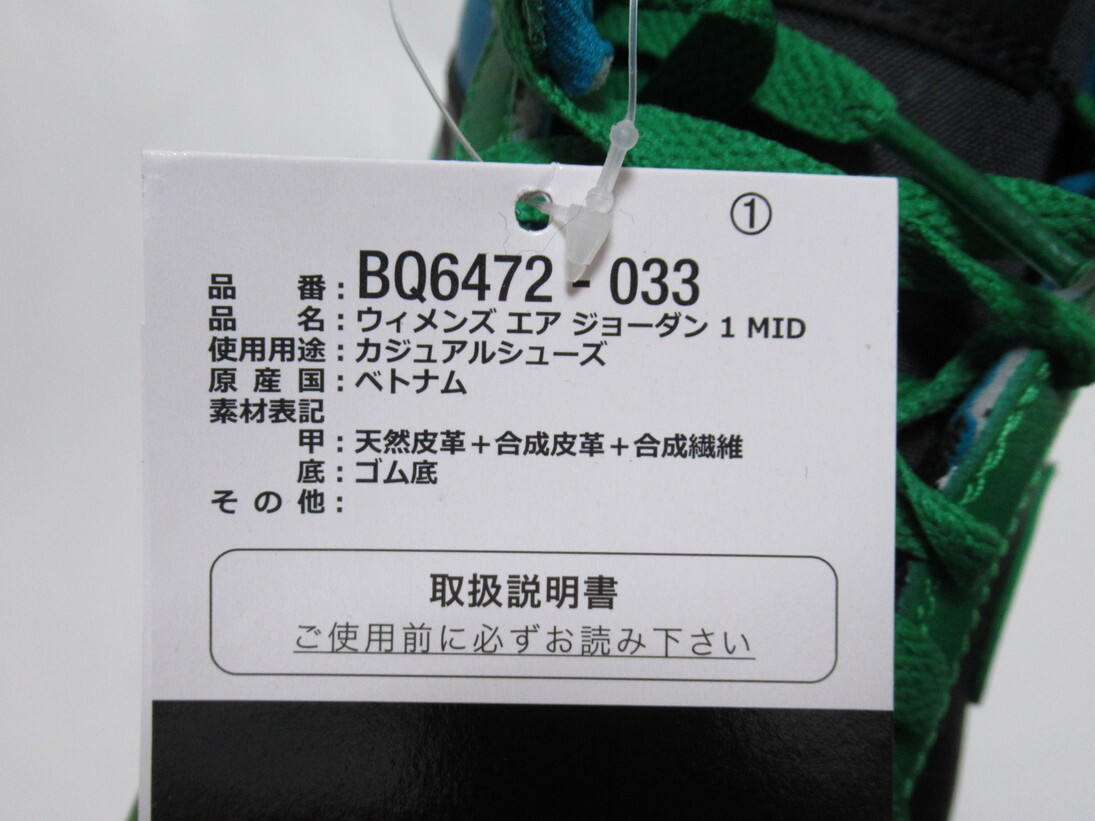 ①
品 番：BQ6472 - 033
品 名：ウィメンズ エア ジョーダン 1 MID
使用用途：カジュアルシューズ
原 産 国：ベトナム
素材表記
甲：天然皮革＋合成皮革＋合成繊維
底：ゴム底
そ の 他：
取扱説明書
ご使用前に必ずお読み下さい